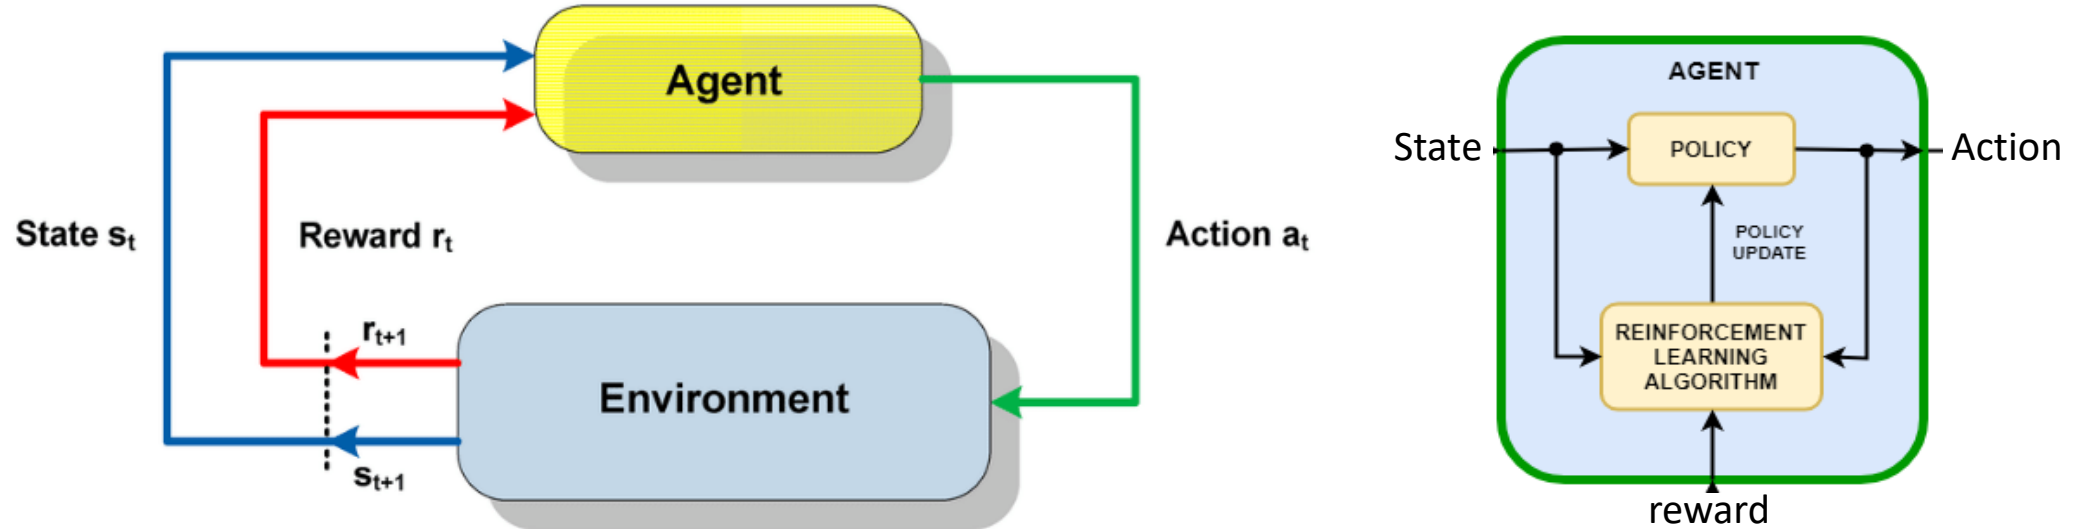 Agent
State sₜ
Reward rₜ
Action aₜ
rₜ₊₁
Environment
sₜ₊₁
AGENT
State
POLICY
Action
POLICY
UPDATE
REINFORCEMENT
LEARNING
ALGORITHM
reward